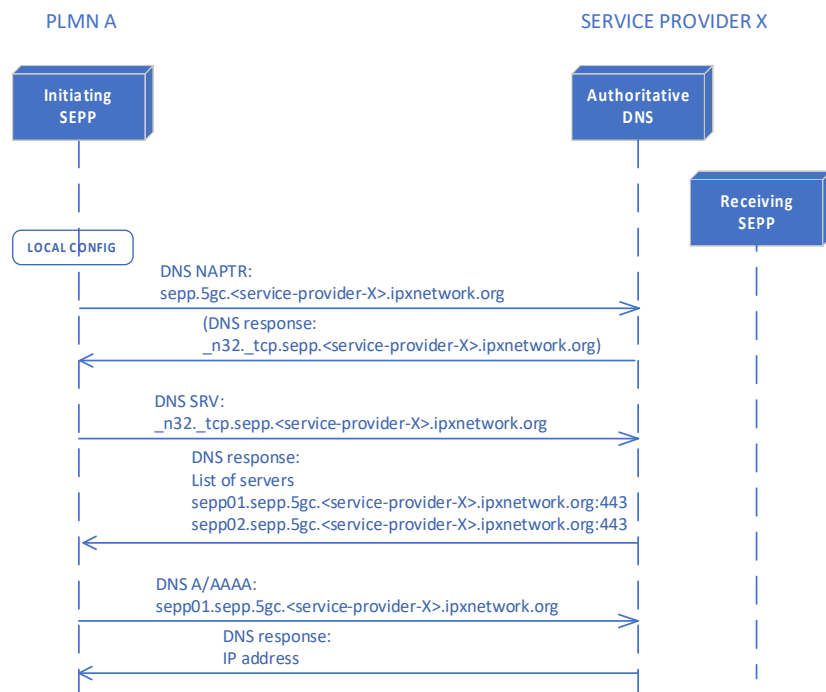 PLMN A
SERVICE PROVIDER X
Initiating
SEPP
Authoritative
DNS
Receiving
SEPP
LOCAL CONFIG
DNS NAPTR:
sepp.5gc.<service-provider-X>.ipxnetwork.org
(DNS response:
_n32._tcp.sepp.<service-provider-X>.ipxnetwork.org)
DNS SRV:
_n32._tcp.sepp.<service-provider-X>.ipxnetwork.org
DNS response:
List of servers
sepp01.sepp.5gc.<service-provider-X>.ipxnetwork.org:443
sepp02.sepp.5gc.<service-provider-X>.ipxnetwork.org:443
DNS A/AAAA:
sepp01.sepp.5gc.<service-provider-X>.ipxnetwork.org
DNS response:
IP address